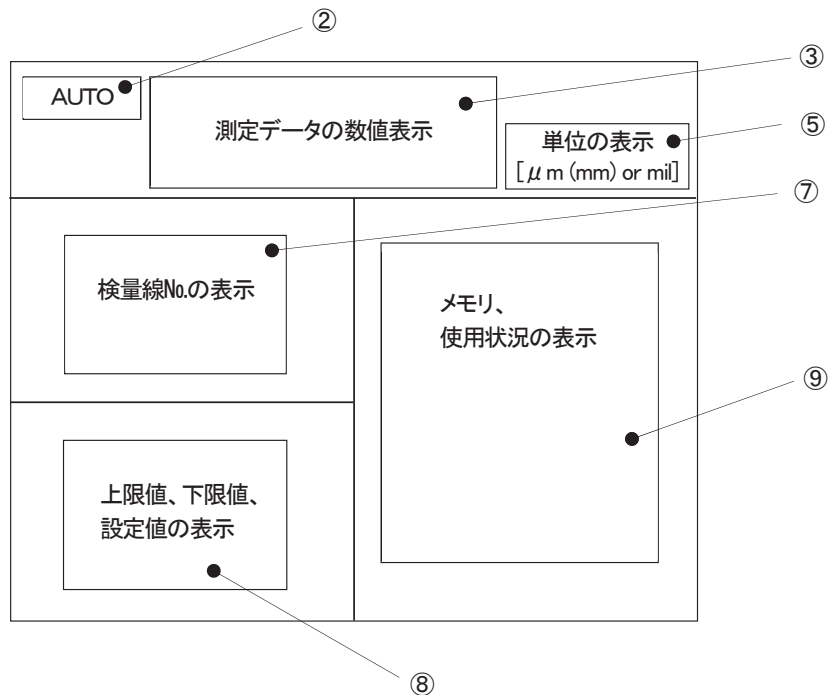 ②
③
AUTO
測定データの数値表示
⑤
単位の表示
[μm (mm) or mil]
⑦
検量線№の表示
メモリ、
使用状況の表示
⑨
上限値、下限値、
設定値の表示
⑧